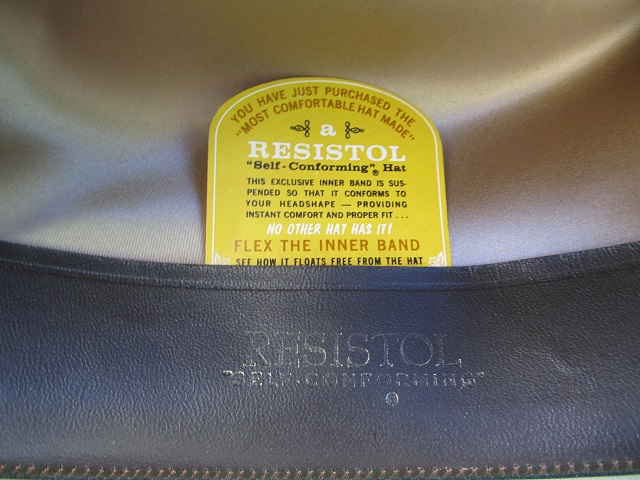 YOU HAVE JUST PURCHASED THE
"MOST COMFORTABLE HAT MADE"
a
RESISTOL
"Self-Conforming"® Hat
THIS EXCLUSIVE INNER BAND IS SUS-
PENDED SO THAT IT CONFORMS TO
YOUR HEADSHAPE — PROVIDING
INSTANT COMFORT AND PROPER FIT . . .
NO OTHER HAT HAS IT!
FLEX THE INNER BAND
SEE HOW IT FLOATS FREE FROM THE HAT
RESISTOL
"SELF-CONFORMING"
®